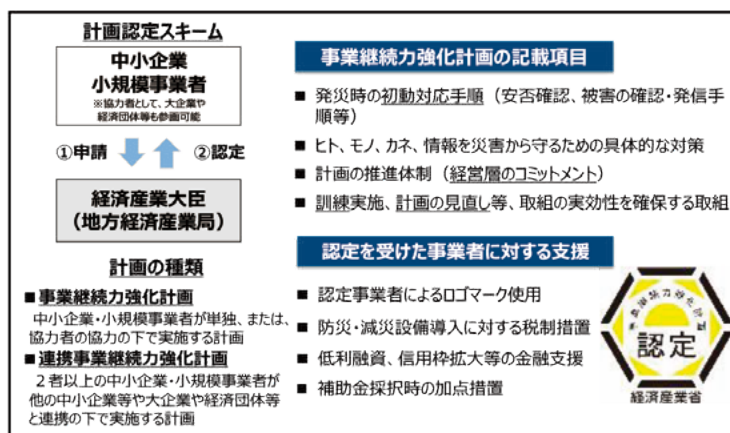 計画認定スキーム
中小企業
小規模事業者
※協力者として、大企業や
経済団体等も参画可能
①申請
②認定
経済産業大臣
（地方経済産業局）
計画の種類
■事業継続力強化計画
中小企業・小規模事業者が単独、または、
協力者の協力の下で実施する計画
■連携事業継続力強化計画
２者以上の中小企業・小規模事業者が
他の中小企業等や大企業や経済団体等
と連携の下で実施する計画
事業継続力強化計画の記載項目
■ 発災時の初動対応手順（安否確認、被害の確認・発信手
順等）
■ ヒト、モノ、カネ、情報を災害から守るための具体的な対策
■ 計画の推進体制（経営層のコミットメント）
■ 訓練実施、計画の見直し等、取組の実効性を確保する取組
認定を受けた事業者に対する支援
■ 認定事業者によるロゴマーク使用
■ 防災・減災設備導入に対する税制措置
■ 低利融資、信用枠拡大等の金融支援
■ 補助金採択時の加点措置
事業継続力強化計画
認定
経済産業省